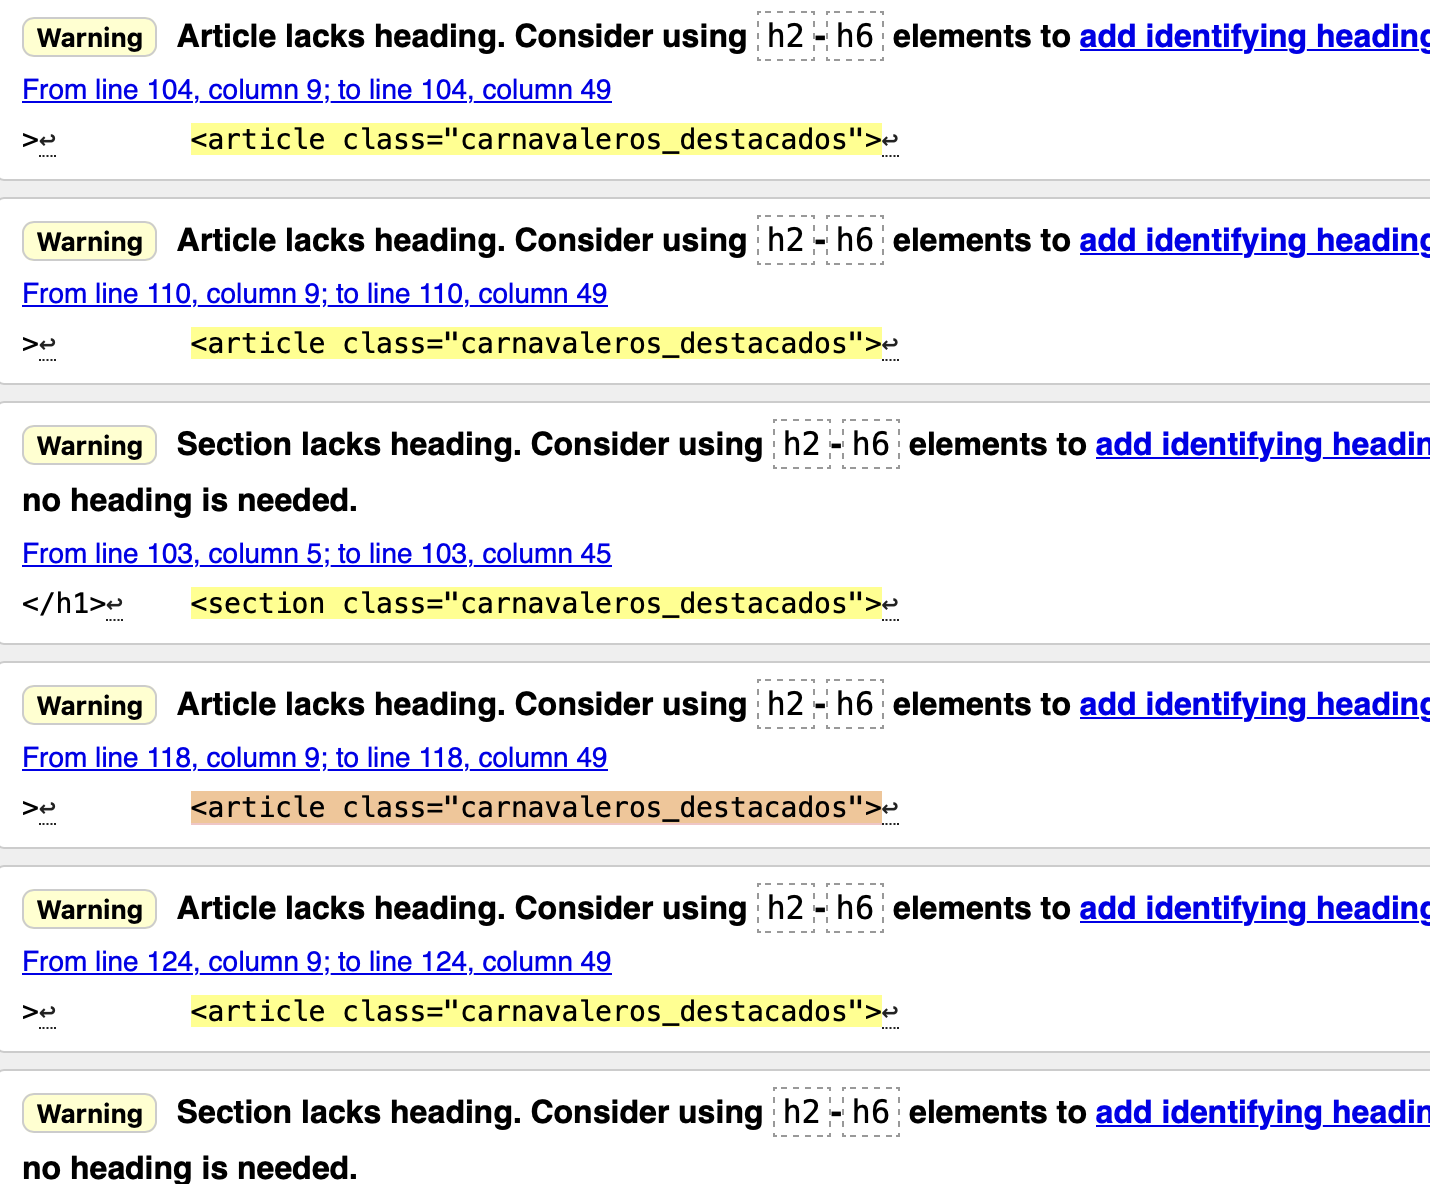 Warning Article lacks heading. Consider using h2-h6 elements to add identifying heading
From line 104, column 9; to line 104, column 49
>↩ <article class="carnavaleros_destacados">↩
Warning Article lacks heading. Consider using h2-h6 elements to add identifying heading
From line 110, column 9; to line 110, column 49
>↩ <article class="carnavaleros_destacados">↩
Warning Section lacks heading. Consider using h2-h6 elements to add identifying headin
no heading is needed.
From line 103, column 5; to line 103, column 45
</h1>↩ <section class="carnavaleros_destacados">↩
Warning Article lacks heading. Consider using h2-h6 elements to add identifying heading
From line 118, column 9; to line 118, column 49
>↩ <article class="carnavaleros_destacados">↩
Warning Article lacks heading. Consider using h2-h6 elements to add identifying heading
From line 124, column 9; to line 124, column 49
>↩ <article class="carnavaleros_destacados">↩
Warning Section lacks heading. Consider using h2-h6 elements to add identifying headin
no heading is needed.